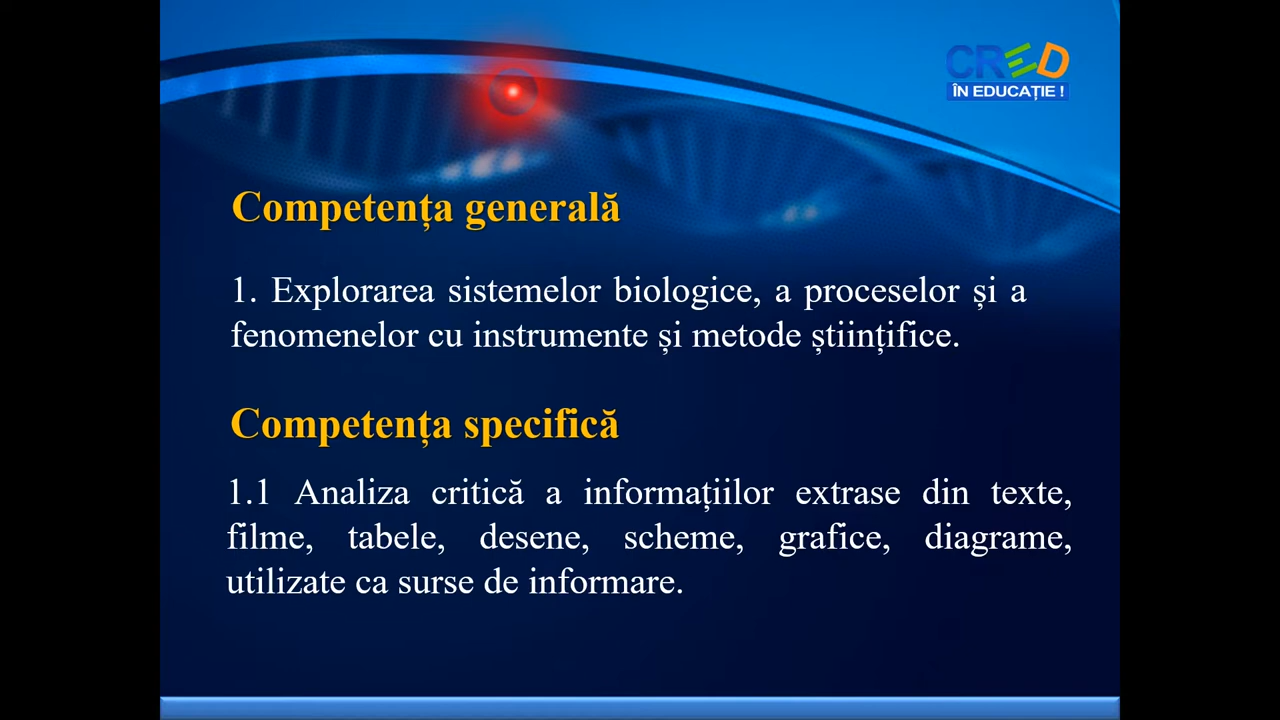 CRED
ÎN EDUCAȚIE !
Competența generală
1. Explorarea sistemelor biologice, a proceselor și a
fenomenelor cu instrumente și metode științifice.
Competența specifică
1.1 Analiza critică a informațiilor extrase din texte,
filme, tabele, desene, scheme, grafice, diagrame,
utilizate ca surse de informare.